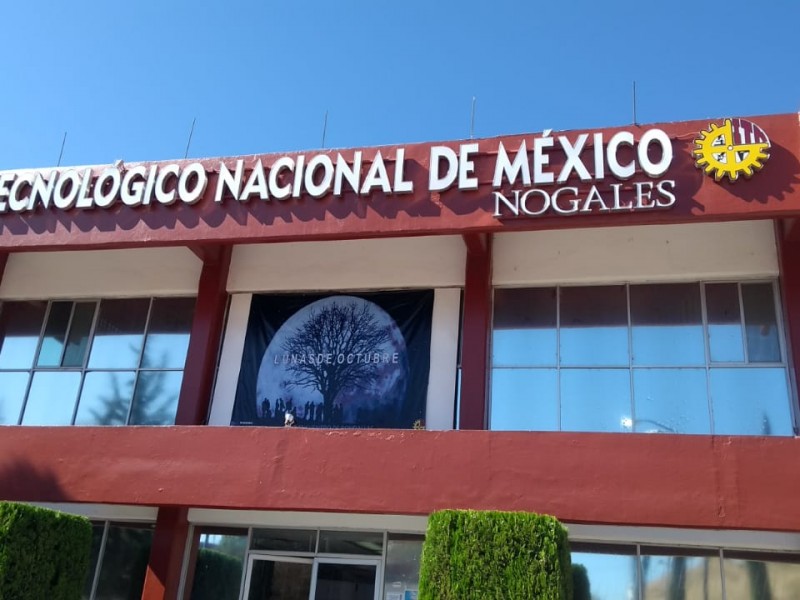 ECNOLÓGICO NACIONAL DE MÉXICO
NOGALES
LUNAS DE OCTUBRE